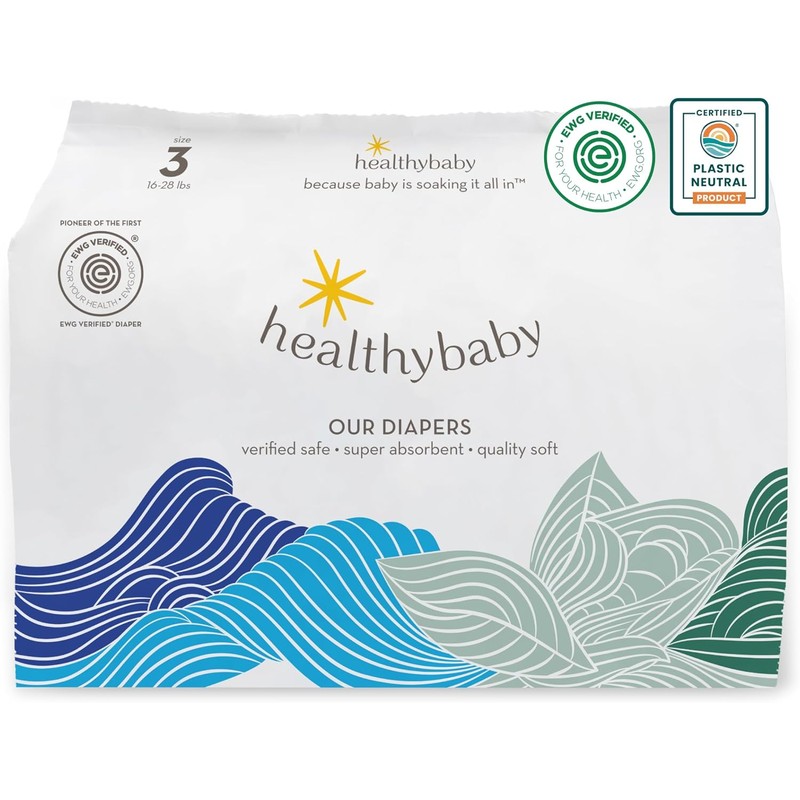 size
3
16-28 lbs
healthybaby
because baby is soaking it all in™
EWG VERIFIED
FOR YOUR HEALTH • EWG.ORG
CERTIFIED
PLASTIC
NEUTRAL
PRODUCT
PIONEER OF THE FIRST
EWG VERIFIED®
FOR YOUR HEALTH • EWG.ORG
EWG VERIFIED® DIAPER
healthybaby
OUR DIAPERS
verified safe • super absorbent • quality soft